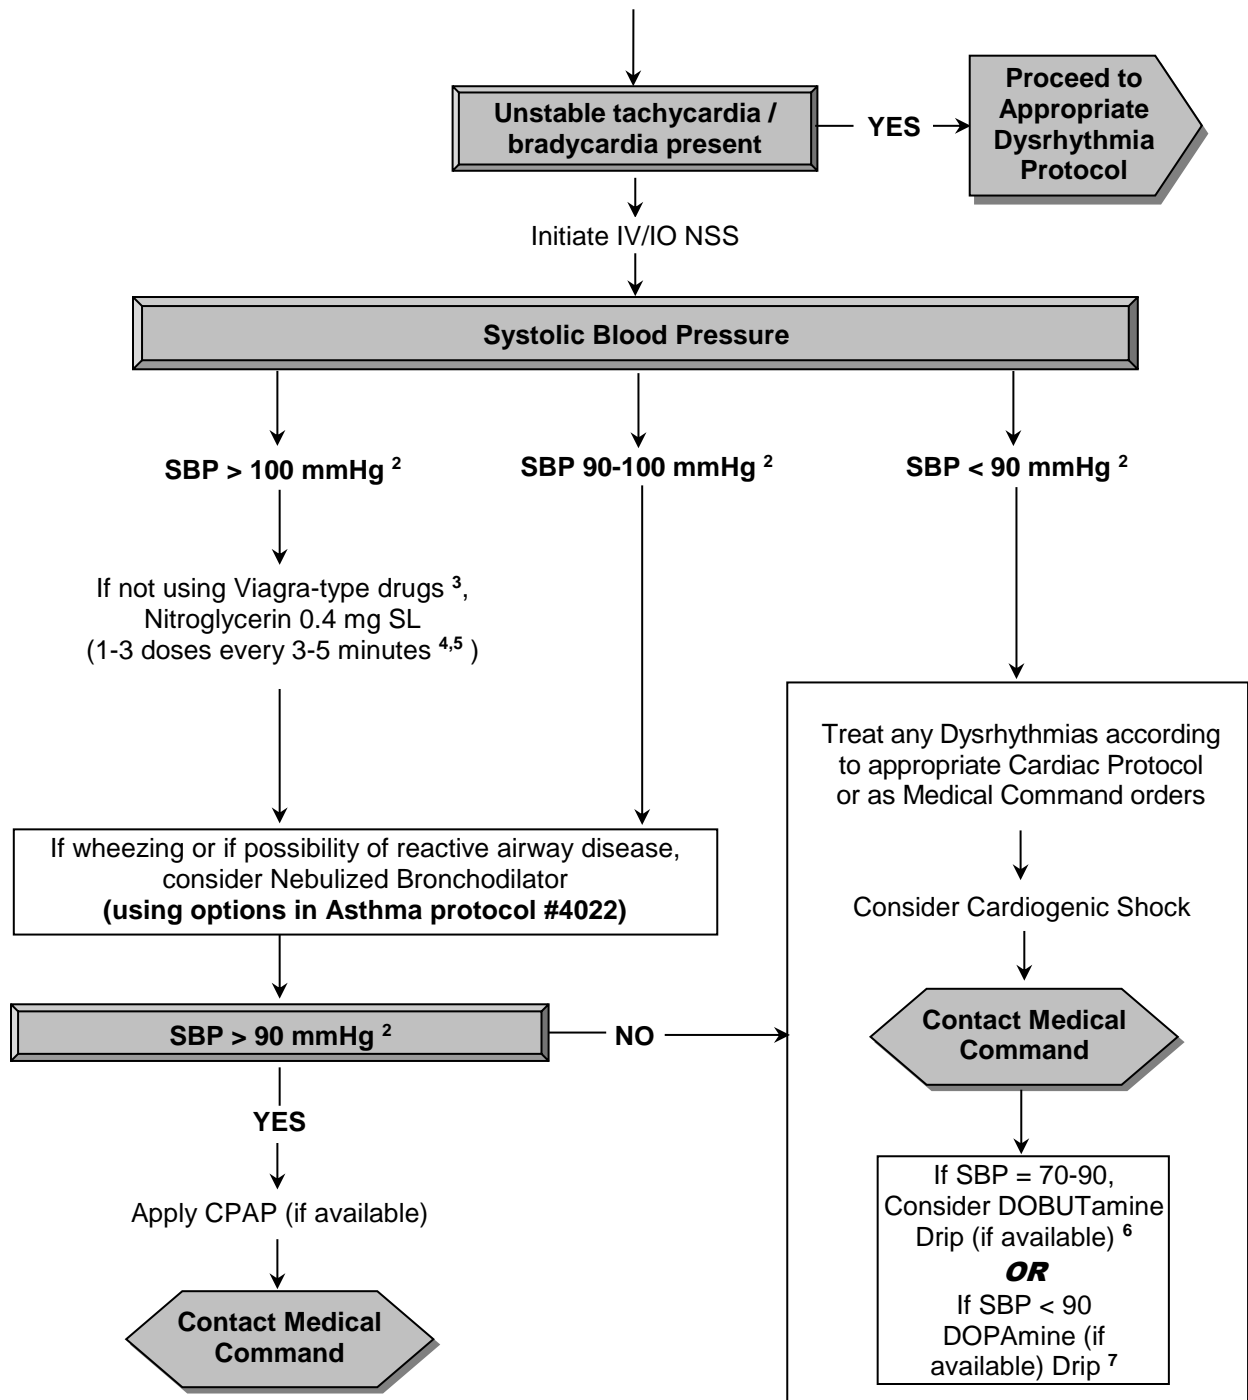 Unstable tachycardia /
bradycardia present
YES
Proceed to
Appropriate
Dysrhythmia
Protocol
Initiate IV/IO NSS
Systolic Blood Pressure
SBP > 100 mmHg 2
SBP 90-100 mmHg 2
SBP < 90 mmHg 2
If not using Viagra-type drugs 3,
Nitroglycerin 0.4 mg SL
(1-3 doses every 3-5 minutes 4,5 )
Treat any Dysrhythmias according
to appropriate Cardiac Protocol
or as Medical Command orders
If wheezing or if possibility of reactive airway disease,
consider Nebulized Bronchodilator
(using options in Asthma protocol #4022)
Consider Cardiogenic Shock
SBP > 90 mmHg 2
NO
Contact Medical
Command
YES
Apply CPAP (if available)
Contact Medical
Command
If SBP = 70-90,
Consider DOBUTamine
Drip (if available) 6
OR
If SBP < 90
DOPAmine (if
available) Drip 7